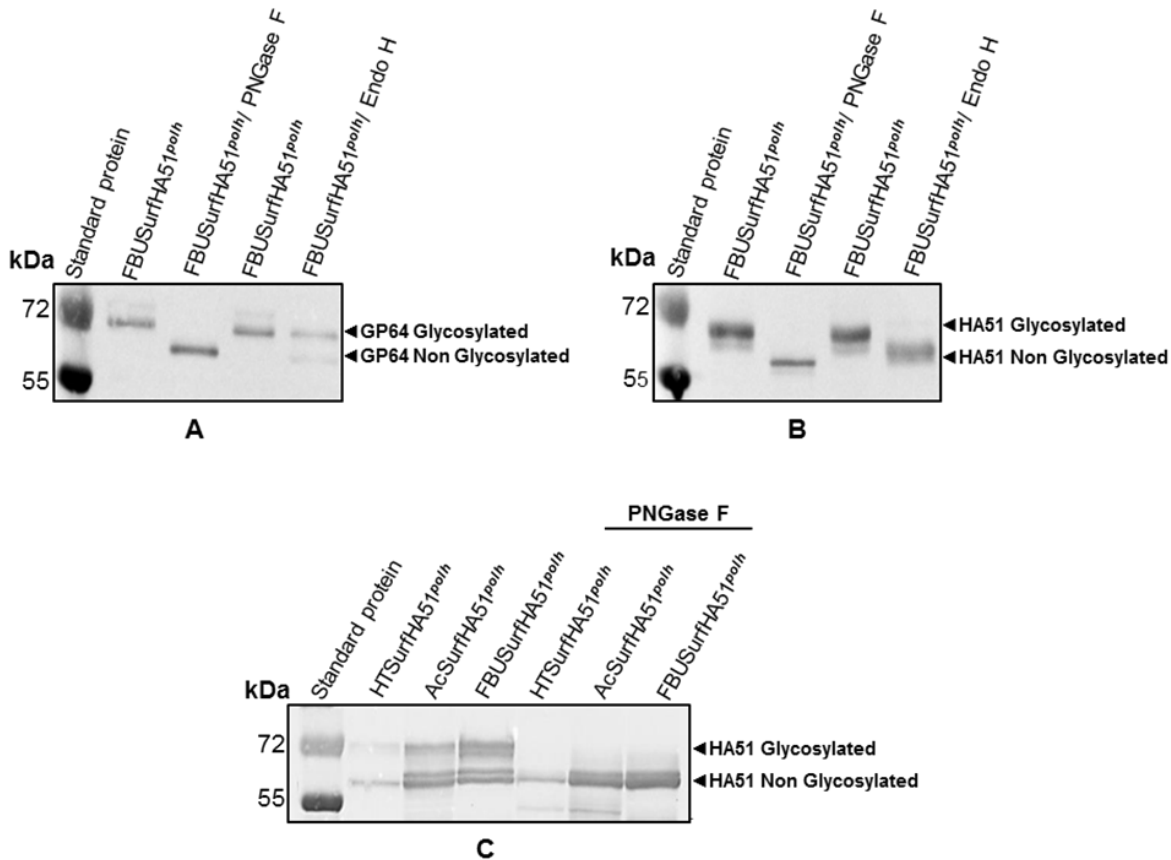 kDa
Standard protein
FBUSurfHA51polh
FBUSurfHA51polh/ PNGase F
FBUSurfHA51polh
FBUSurfHA51polh/ Endo H
72
55
GP64 Glycosylated
GP64 Non Glycosylated
A
kDa
Standard protein
FBUSurfHA51polh
FBUSurfHA51polh/ PNGase F
FBUSurfHA51polh
FBUSurfHA51polh/ Endo H
72
55
HA51 Glycosylated
HA51 Non Glycosylated
B
PNGase F
kDa
Standard protein
HTSurfHA51polh
AcSurfHA51polh
FBUSurfHA51polh
HTSurfHA51polh
AcSurfHA51polh
FBUSurfHA51polh
72
55
HA51 Glycosylated
HA51 Non Glycosylated
C